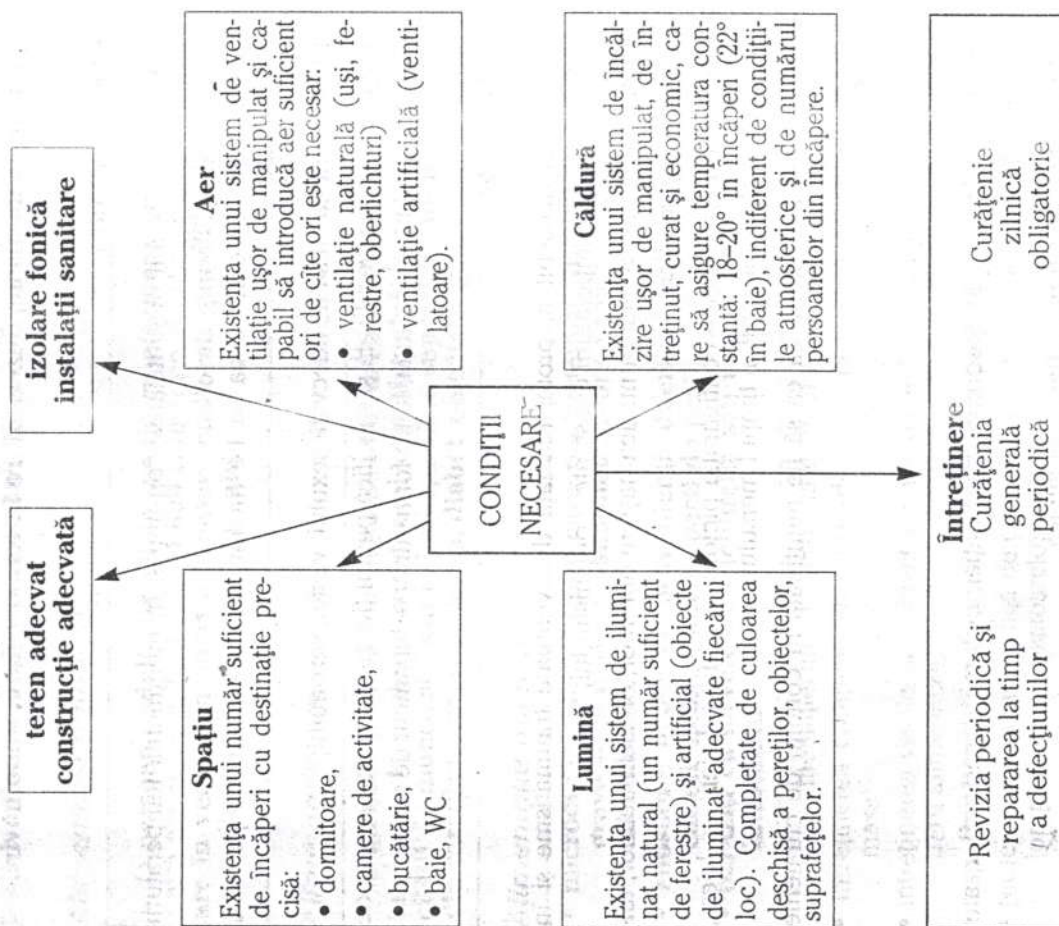 teren adecvat
construcție adecvată
izolare fonică
instalații sanitare
Spațiu
Existența unui număr suficient
de încăperi cu destinație pre-
cisă:
• dormitoare,
• camere de activitate,
• bucătărie,
• baie, WC
Aer
Existența unui sistem de ven-
tilație ușor de manipulat și ca-
pabil să introducă aer suficient
ori de cîte ori este necesar:
• ventilație naturală (uși, fe-
restre, oberlichturi)
• ventilație artificială (venti-
latoare).
CONDIȚII
NECESARE
Lumină
Existența unui sistem de ilumi-
nat natural (un număr suficient
de ferestre) și artificial (obiecte
de iluminat adecvate fiecărui
loc). Completate de culoarea
deschisă a pereților, obiectelor,
suprafețelor.
Căldură
Existența unui sistem de încăl-
zire ușor de manipulat, de în-
treținut, curat și economic, ca-
re să asigure temperatura con-
stantă: 18–20° în încăperi (22°
în baie), indiferent de condiții-
le atmosferice și de numărul
persoanelor din încăpere.
Întreținere
Revizia periodică și
repararea la timp
a defecțiunilor
Curățenia
generală
periodică
Curățenie
zilnică
obligatorie